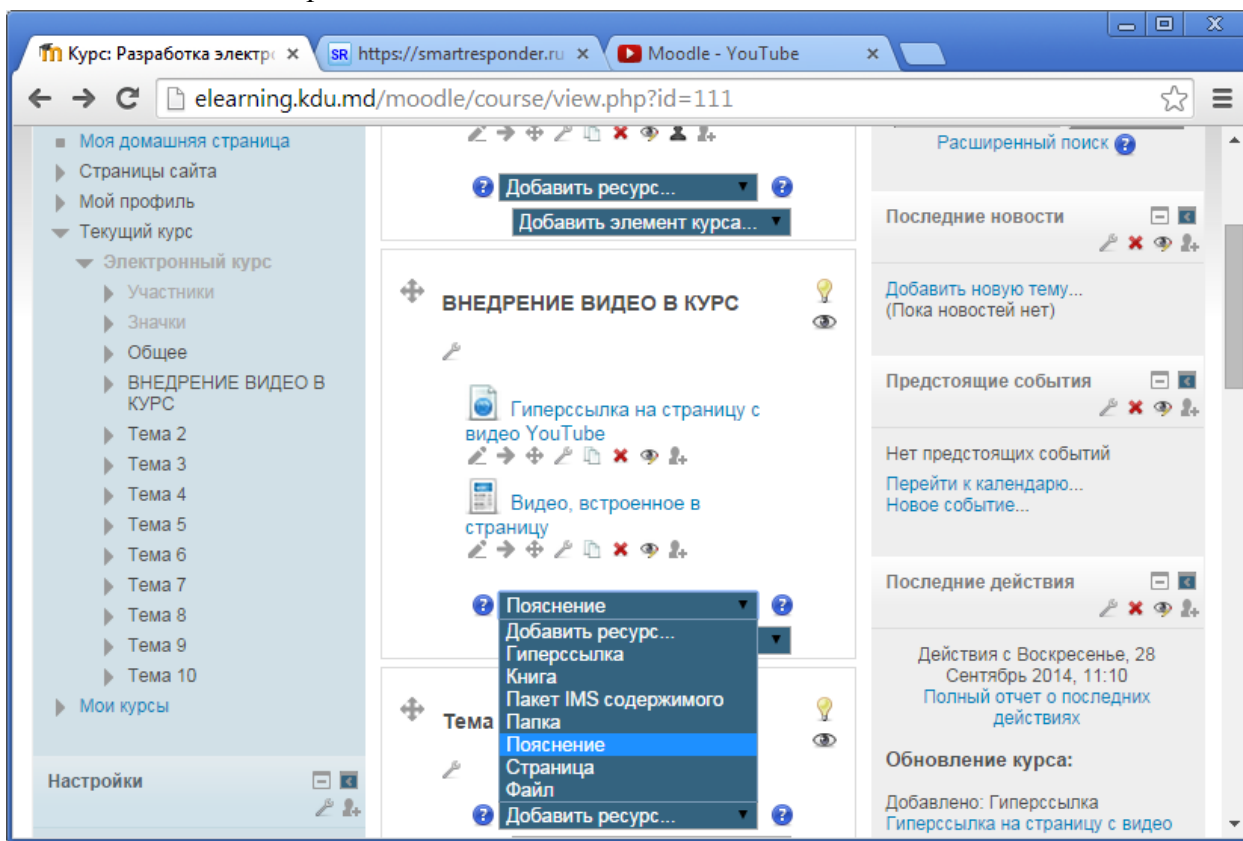 Курс: Разработка электро
https://smartresponder.ru
Moodle - YouTube
elearning.kdu.md/moodle/course/view.php?id=111
Моя домашняя страница
Страницы сайта
Мой профиль
Текущий курс
Электронный курс
Участники
Значки
Общее
ВНЕДРЕНИЕ ВИДЕО В
КУРС
Тема 2
Тема 3
Тема 4
Тема 5
Тема 6
Тема 7
Тема 8
Тема 9
Тема 10
Мои курсы
Настройки
Добавить ресурс...
Добавить элемент курса...
ВНЕДРЕНИЕ ВИДЕО В КУРС
Гиперссылка на страницу с
видео YouTube
Видео, встроенное в
страницу
Пояснение
Добавить ресурс...
Гиперссылка
Книга
Пакет IMS содержимого
Папка
Пояснение
Страница
Файл
Тема
Добавить ресурс...
Расширенный поиск
Последние новости
Добавить новую тему...
(Пока новостей нет)
Предстоящие события
Нет предстоящих событий
Перейти к календарю...
Новое событие...
Последние действия
Действия с Воскресенье, 28
Сентябрь 2014, 11:10
Полный отчет о последних
действиях
Обновление курса:
Добавлено: Гиперссылка
Гиперссылка на страницу с видео